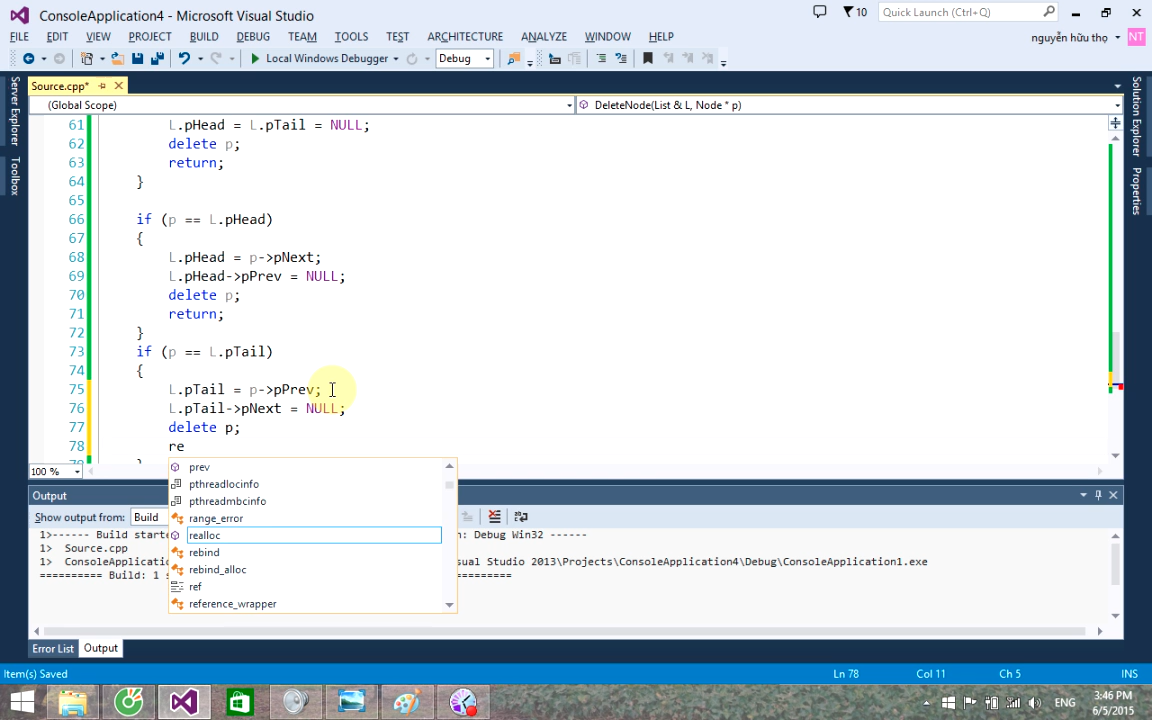 ConsoleApplication4 - Microsoft Visual Studio
10
Quick Launch (Ctrl+Q)
FILE EDIT VIEW PROJECT BUILD DEBUG TEAM TOOLS TEST ARCHITECTURE ANALYZE WINDOW HELP
nguyễn hữu thọ NT
Local Windows Debugger Debug
Source.cpp*
(Global Scope)
DeleteNode(List & L, Node * p)
Server Explorer
Toolbox
Solution Explorer
Properties
61 L.pHead = L.pTail = NULL;
62 delete p;
63 return;
64 }
65
66 if (p == L.pHead)
67 {
68 L.pHead = p->pNext;
69 L.pHead->pPrev = NULL;
70 delete p;
71 return;
72 }
73 if (p == L.pTail)
74 {
75 L.pTail = p->pPrev;
76 L.pTail->pNext = NULL;
77 delete p;
78 re
prev
pthreadlocinfo
pthreadmbcinfo
range_error
realloc
rebind
rebind_alloc
ref
reference_wrapper
100 %
Output
Show output from: Build
1>------ Build starte
n: Debug Win32 ------
1> Source.cpp
1> ConsoleApplicatio
sual Studio 2013\Projects\ConsoleApplication4\Debug\ConsoleApplication1.exe
========== Build: 1 s
==========
Error List Output
Item(s) Saved
Ln 78 Col 11 Ch 5 INS
ENG
3:46 PM
6/5/2015